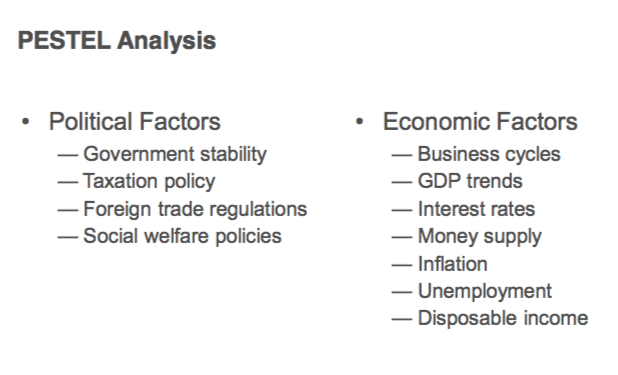 PESTEL Analysis
• Political Factors
— Government stability
— Taxation policy
— Foreign trade regulations
— Social welfare policies
• Economic Factors
— Business cycles
— GDP trends
— Interest rates
— Money supply
— Inflation
— Unemployment
— Disposable income